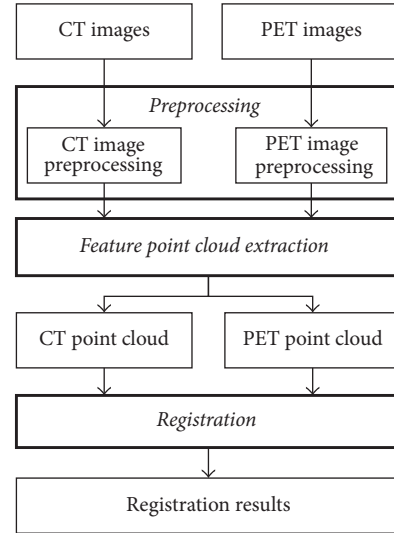 CT images
PET images
Preprocessing
CT image
preprocessing
PET image
preprocessing
Feature point cloud extraction
CT point cloud
PET point cloud
Registration
Registration results